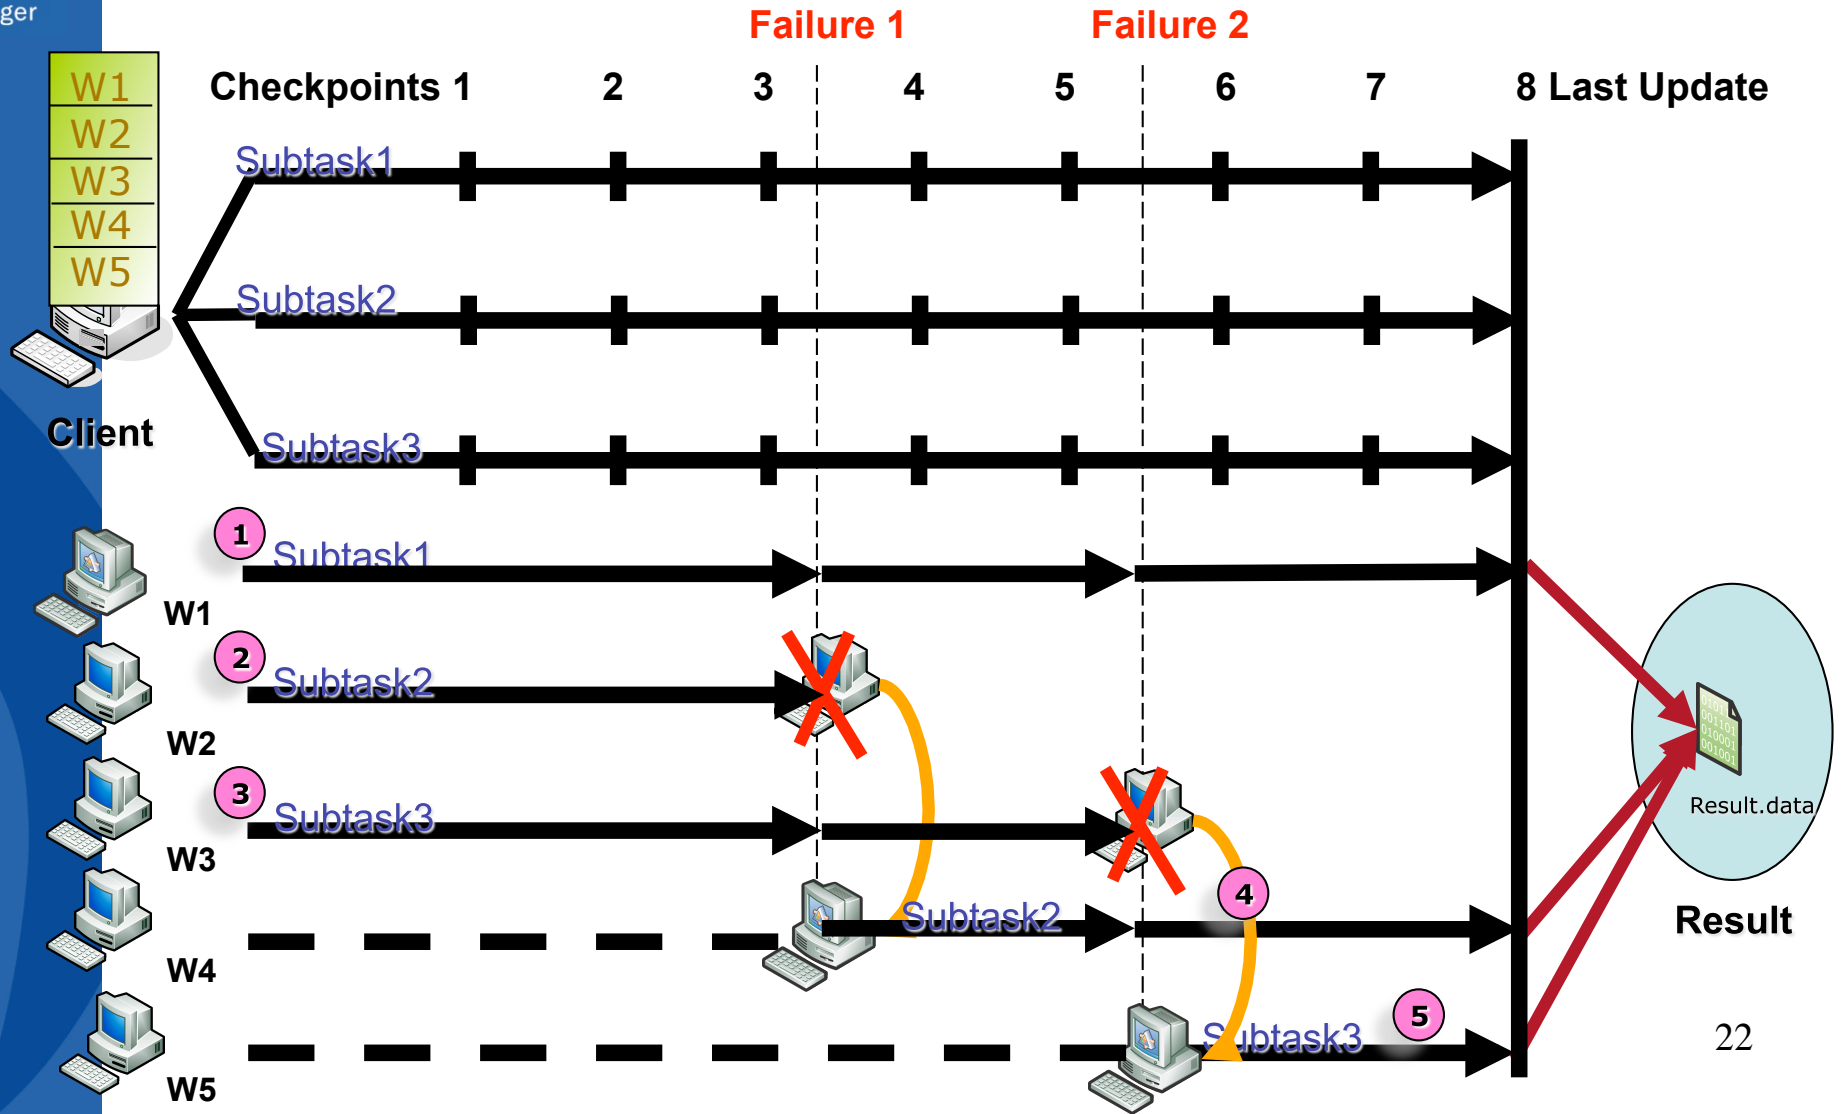 ger
Failure 1 Failure 2
Checkpoints 1 2 3 4 5 6 7 8 Last Update
W1
W2
W3
W4
W5
Client
Subtask1
Subtask2
Subtask3
1 Subtask1
W1
2 Subtask2
W2
3 Subtask3
W3
4
Subtask2
W4
Subtask3 5
W5
Result.data
Result
22